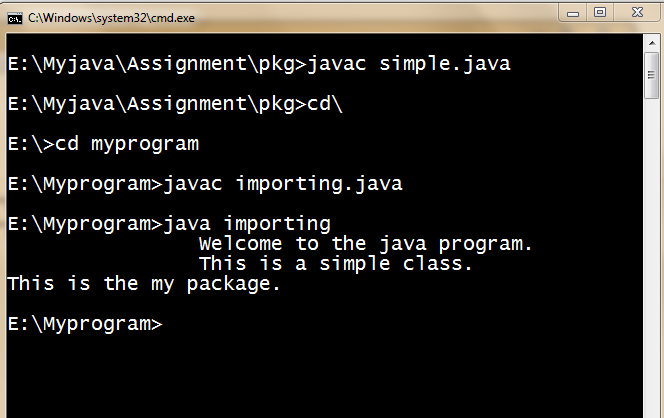 C:\Windows\system32\cmd.exe
E:\Myjava\Assignment\pkg>javac simple.java
E:\Myjava\Assignment\pkg>cd\
E:\>cd myprogram
E:\Myprogram>javac importing.java
E:\Myprogram>java importing
Welcome to the java program.
This is a simple class.
This is the my package.
E:\Myprogram>